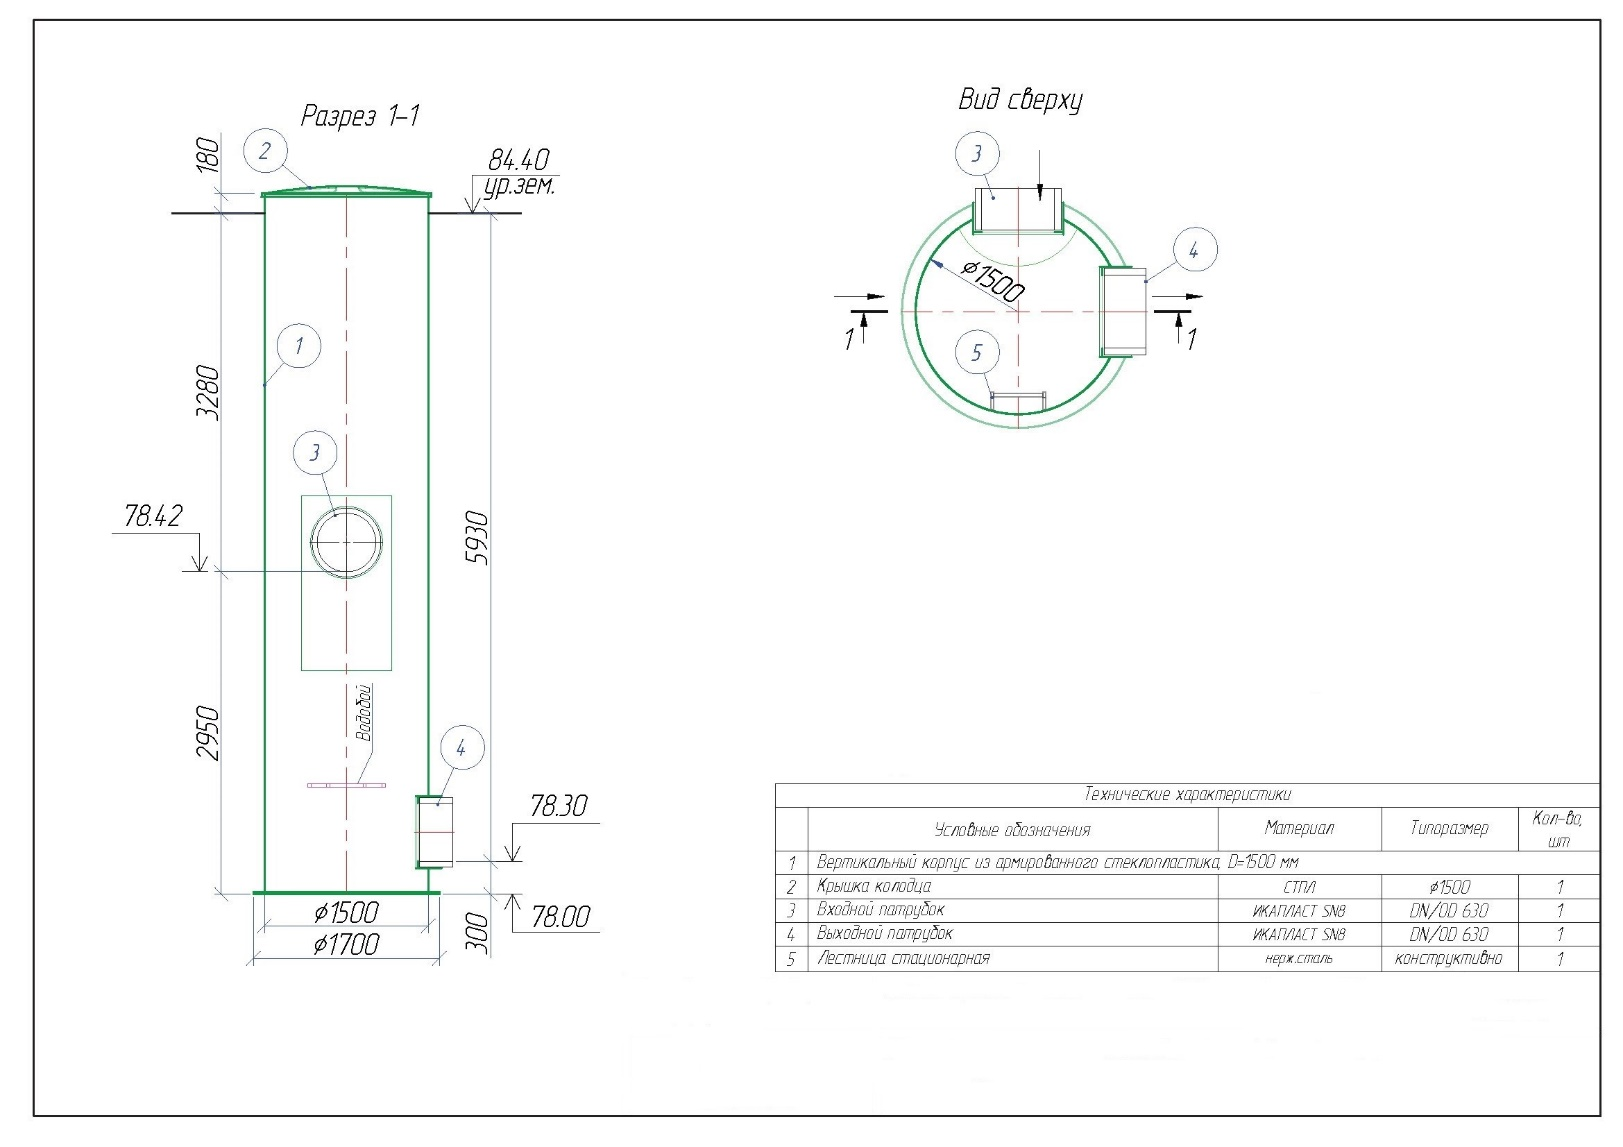 Разрез 1-1
Вид сверху
180
2
84.40
ур.зем.
3
4
1
3280
ϕ1500
1
1
5
3
78.42
5930
2950
Водобой
4
78.30
ϕ1500
78.00
ϕ1700
300
Технические характеристики
Условные обозначения Материал Типоразмер Кол-во,
шт
1 Вертикальный корпус из армированного стеклопластика, D=1500 мм
2 Крышка колодца СТПЛ ϕ1500 1
3 Входной патрубок ИКАПЛАСТ SN8 DN/OD 630 1
4 Выходной патрубок ИКАПЛАСТ SN8 DN/OD 630 1
5 Лестница стационарная нерж.сталь конструктивно 1